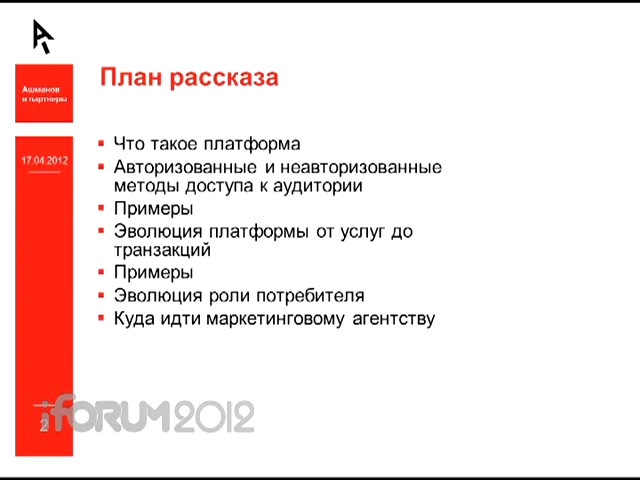 План рассказа
Ашманов
и партнеры
17.04.2012
Что такое платформа
Авторизованные и неавторизованные
методы доступа к аудитории
Примеры
Эволюция платформы от услуг до
транзакций
Примеры
Эволюция роли потребителя
Куда идти маркетинговому агентству
2
iFORUM2012